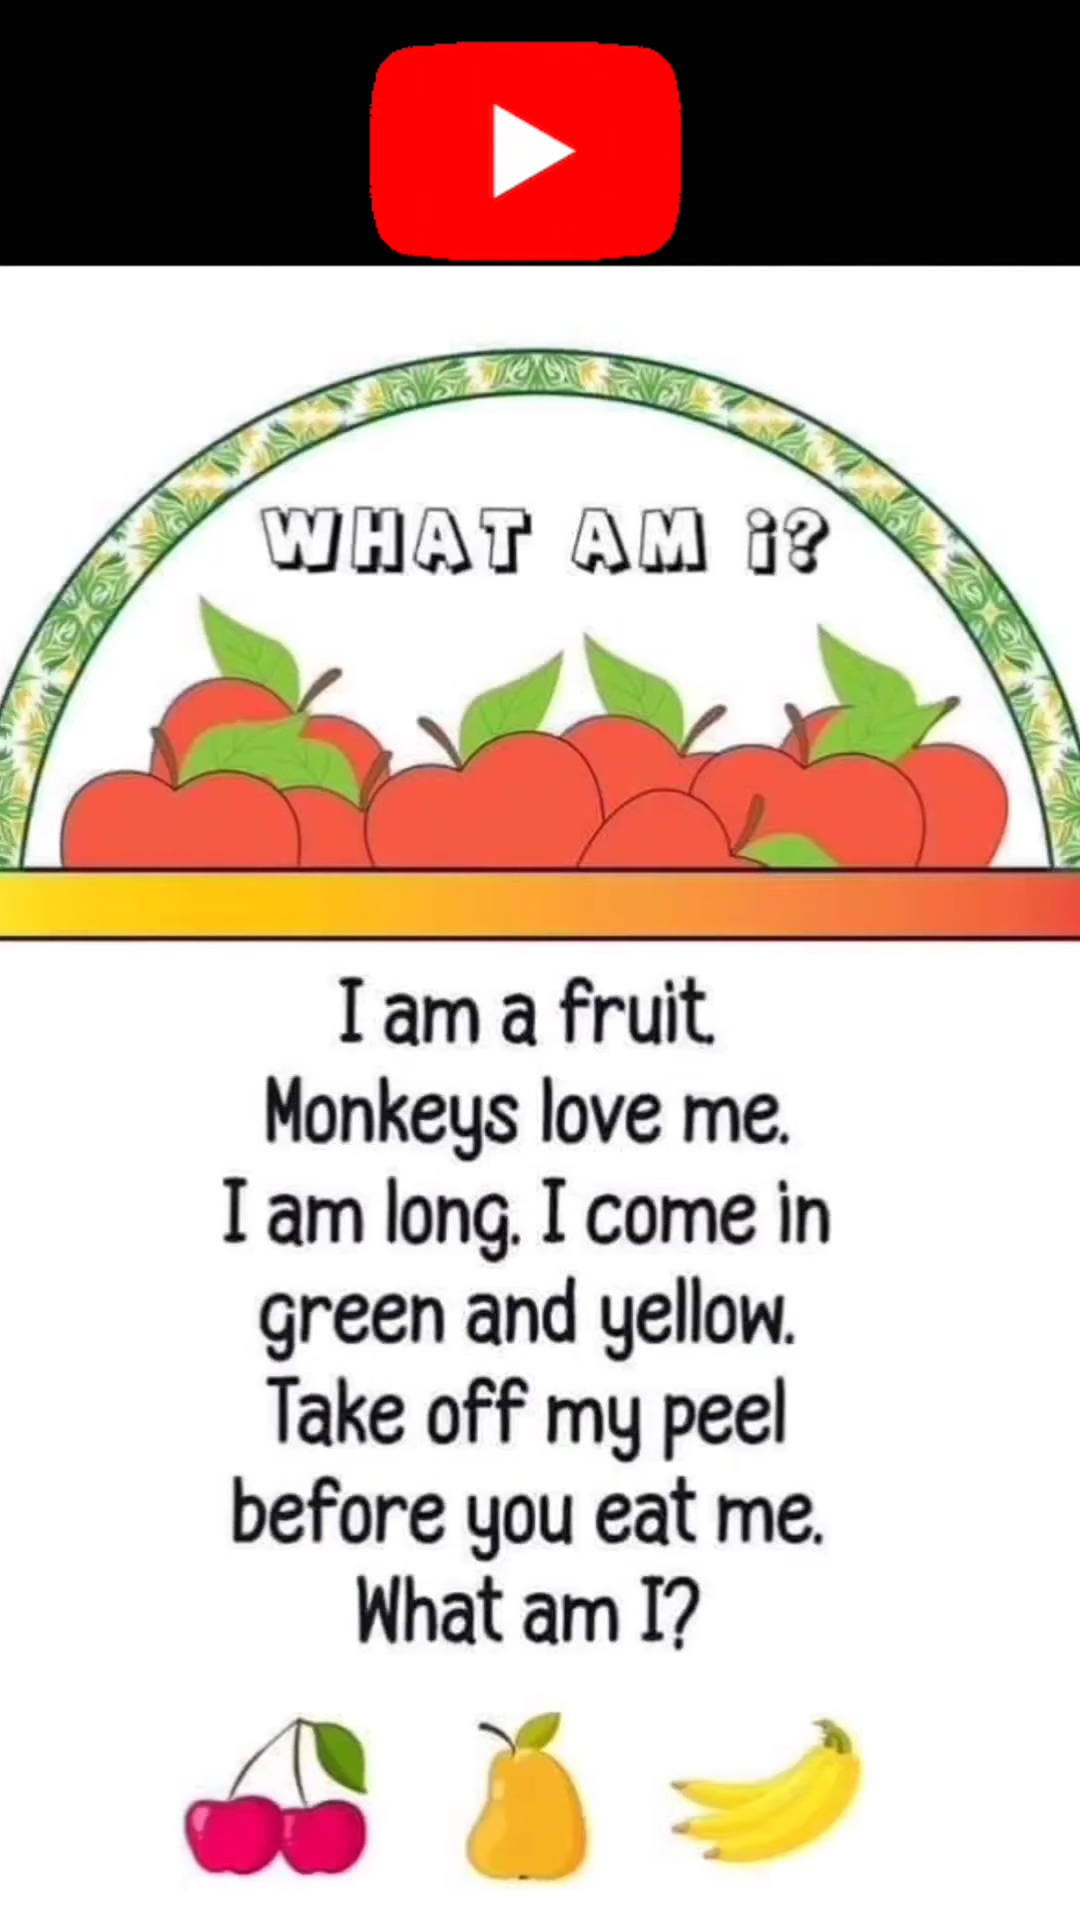 WHAT AM i?
I am a fruit.
Monkeys love me.
I am long. I come in
green and yellow.
Take off my peel
before you eat me.
What am I?